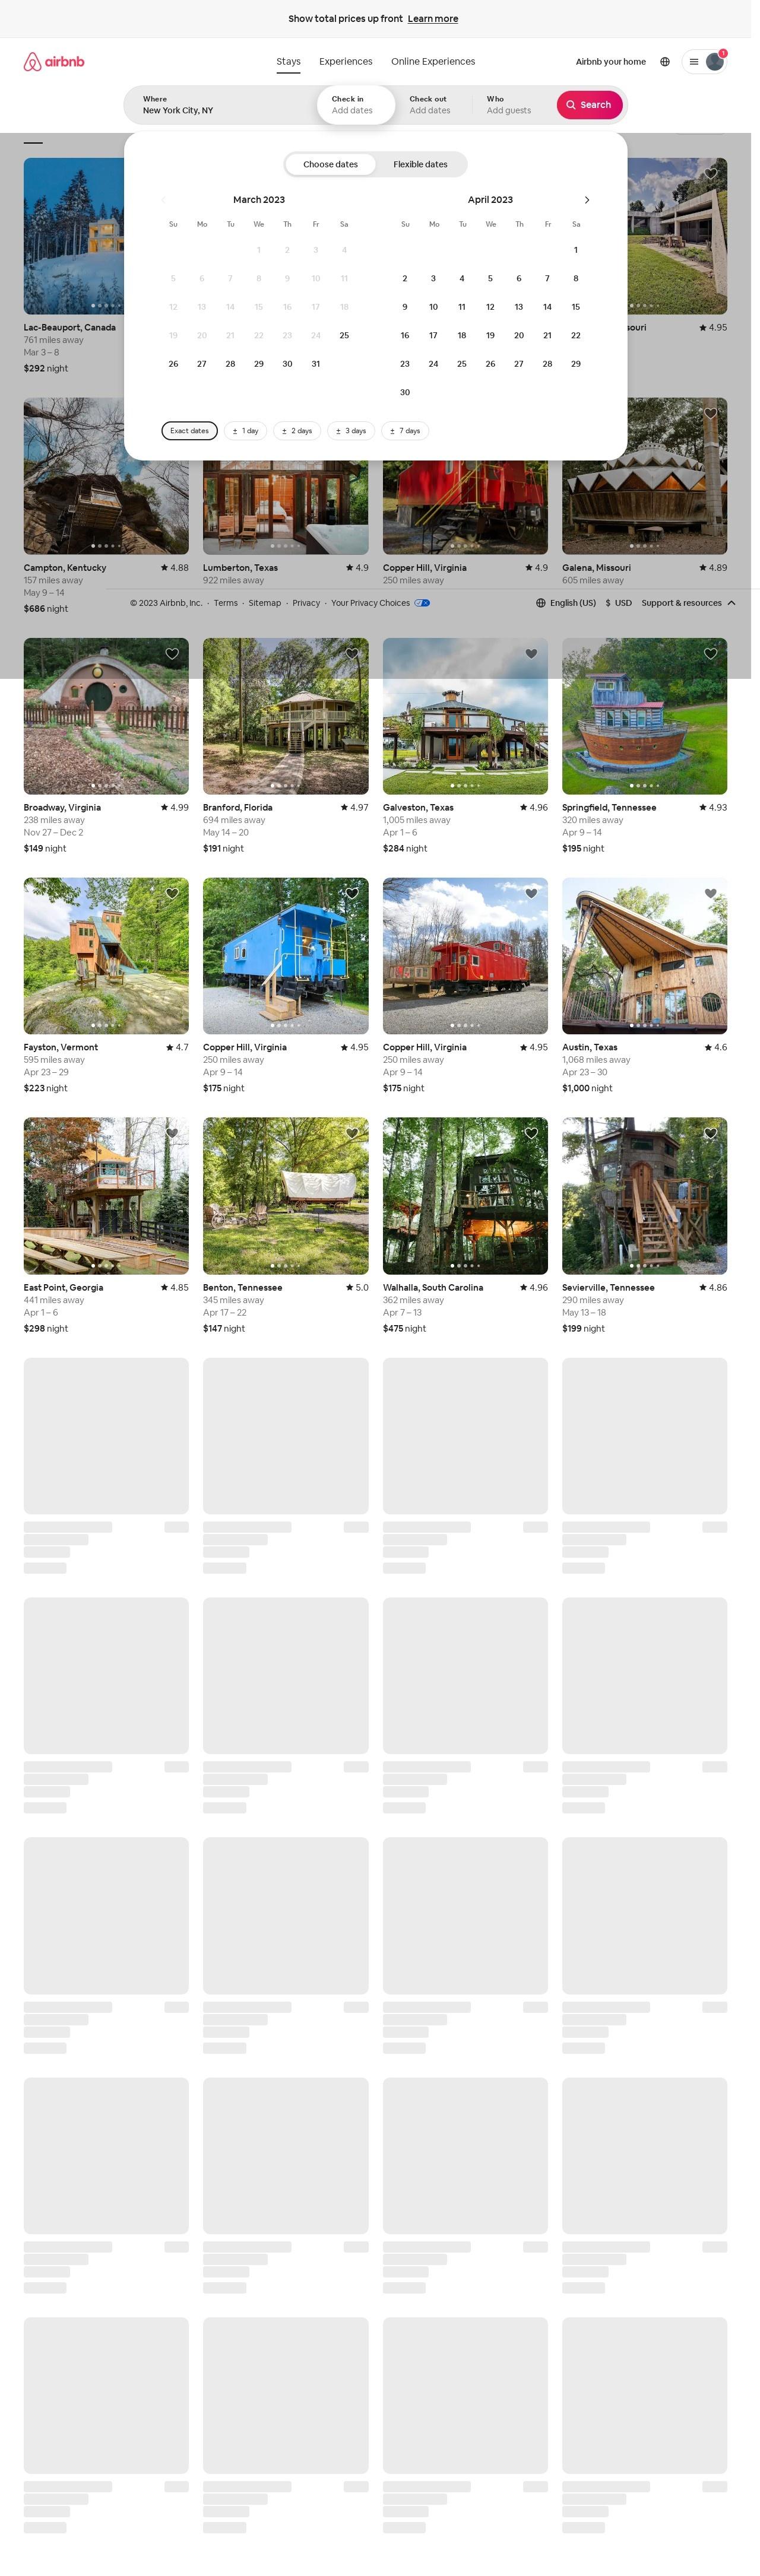 Show total prices up front Learn more
airbnb
Stays Experiences Online Experiences
Airbnb your home
1
Where
New York City, NY
Check in
Add dates
Check out
Add dates
Who
Add guests
Search
Choose dates Flexible dates
March 2023
Su Mo Tu We Th Fr Sa
1 2 3 4
5 6 7 8 9 10 11
12 13 14 15 16 17 18
19 20 21 22 23 24 25
26 27 28 29 30 31
April 2023
Su Mo Tu We Th Fr Sa
1
2 3 4 5 6 7 8
9 10 11 12 13 14 15
16 17 18 19 20 21 22
23 24 25 26 27 28 29
30
Exact dates ± 1 day ± 2 days ± 3 days ± 7 days
Lac-Beauport, Canada
761 miles away
Mar 3 – 8
$292 night
4.95
Campton, Kentucky 4.88
157 miles away
May 9 – 14
$686 night
Lumberton, Texas 4.9
922 miles away
Copper Hill, Virginia 4.9
250 miles away
Galena, Missouri 4.89
605 miles away
© 2023 Airbnb, Inc. · Terms · Sitemap · Privacy · Your Privacy Choices
English (US) $ USD Support & resources
Broadway, Virginia 4.99
238 miles away
Nov 27 – Dec 2
$149 night
Branford, Florida 4.97
694 miles away
May 14 – 20
$191 night
Galveston, Texas 4.96
1,005 miles away
Apr 1 – 6
$284 night
Springfield, Tennessee 4.93
320 miles away
Apr 9 – 14
$195 night
Fayston, Vermont 4.7
595 miles away
Apr 23 – 29
$223 night
Copper Hill, Virginia 4.95
250 miles away
Apr 9 – 14
$175 night
Copper Hill, Virginia 4.95
250 miles away
Apr 9 – 14
$175 night
Austin, Texas 4.6
1,068 miles away
Apr 23 – 30
$1,000 night
East Point, Georgia 4.85
441 miles away
Apr 1 – 6
$298 night
Benton, Tennessee 5.0
345 miles away
Apr 17 – 22
$147 night
Walhalla, South Carolina 4.96
362 miles away
Apr 7 – 13
$475 night
Sevierville, Tennessee 4.86
290 miles away
May 13 – 18
$199 night